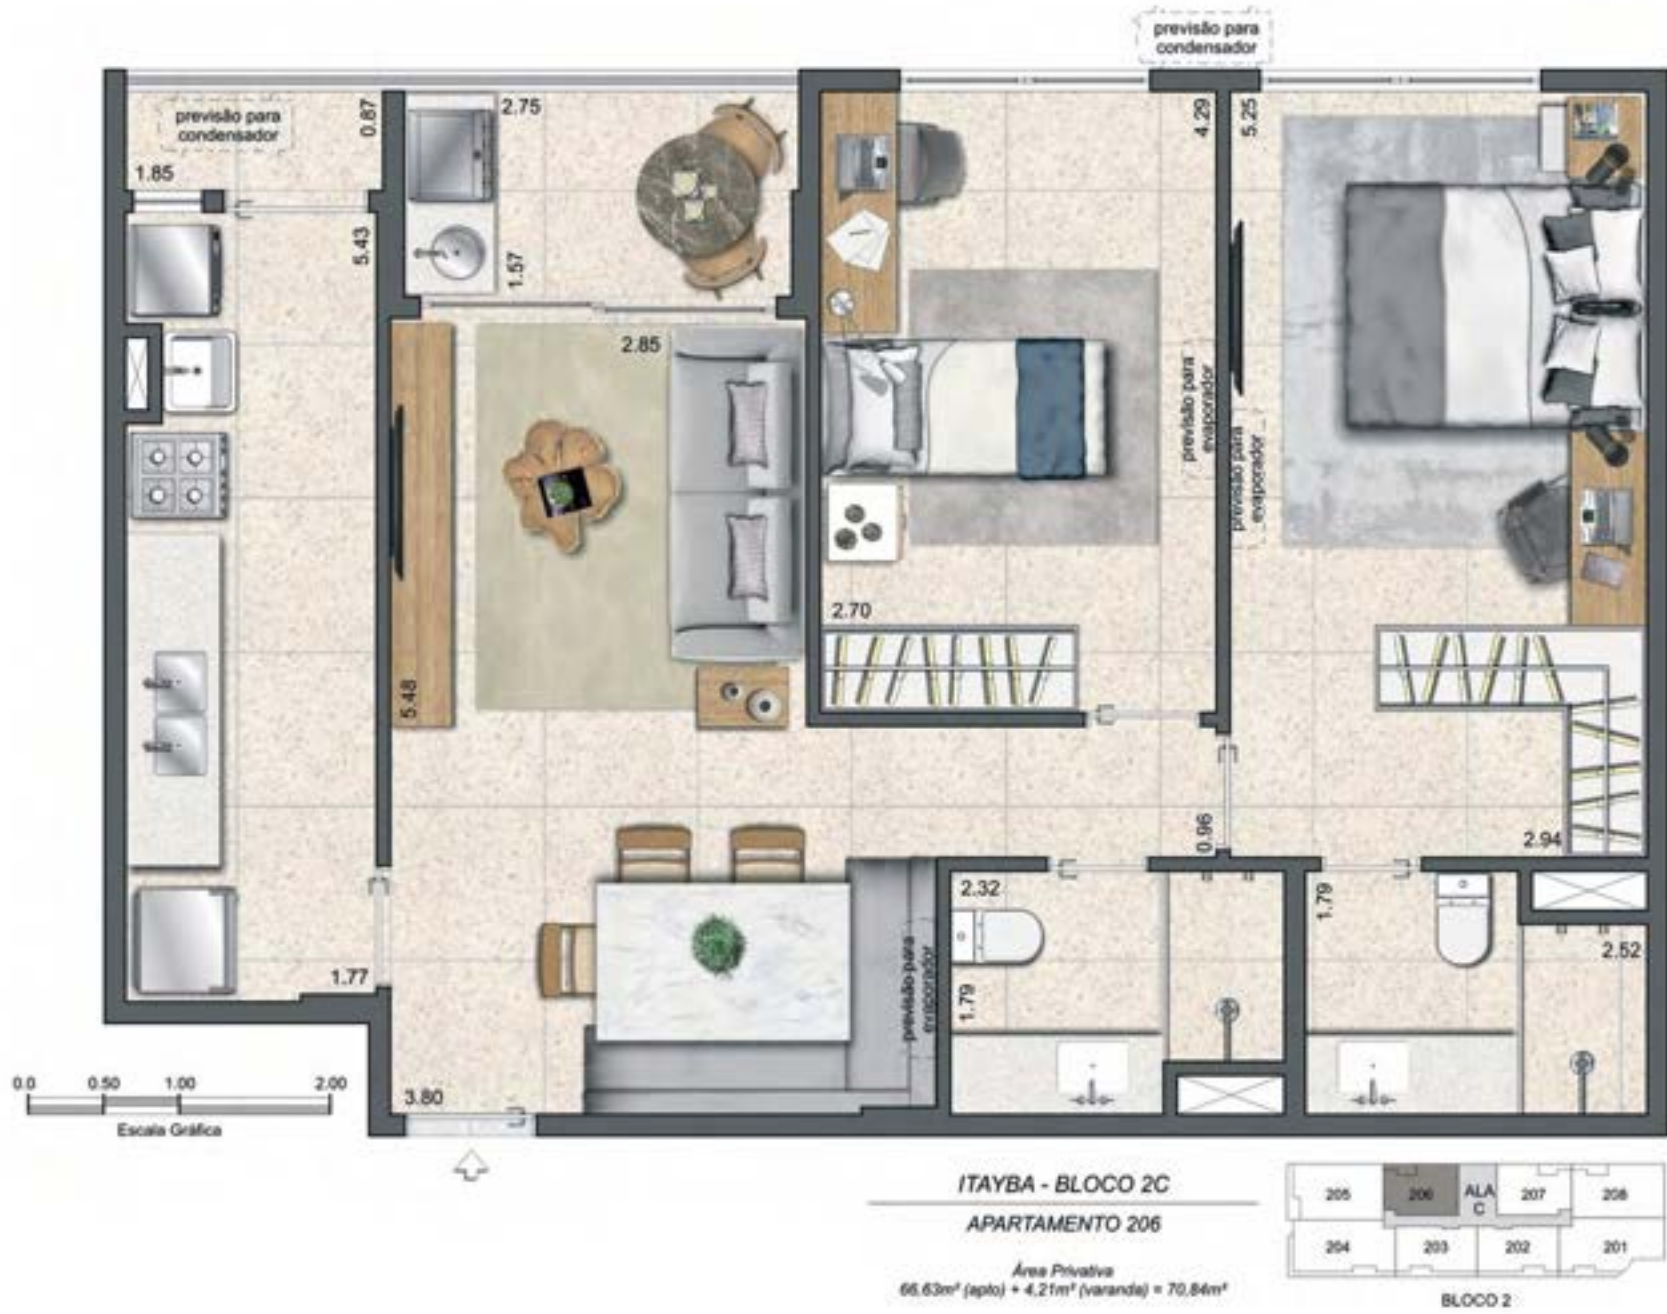 previsão para
condensador
previsão para
condensador
0.87
1.85
2.75
4.29
5.25
5.43
1.57
2.85
previsão para
evaporador
previsão para
evaporador
2.70
5.48
0.96
2.94
2.32
1.79
2.52
1.77
previsão para
evaporador
1.79
3.80
0.0 0.50 1.00 2.00
Escala Gráfica
ITAYBA - BLOCO 2C
APARTAMENTO 206
Área Privativa
66,63m² (apto) + 4,21m² (varanda) = 70,84m²
205 206 ALA C 207 208
204 203 202 201
BLOCO 2